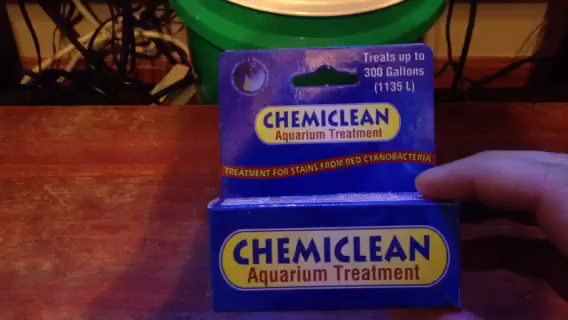 Treats up to
300 Gallons
(1135 L)
CHEMICLEAN
Aquarium Treatment
TREATMENT FOR STAINS FROM RED CYANOBACTERIA
CHEMICLEAN
Aquarium Treatment